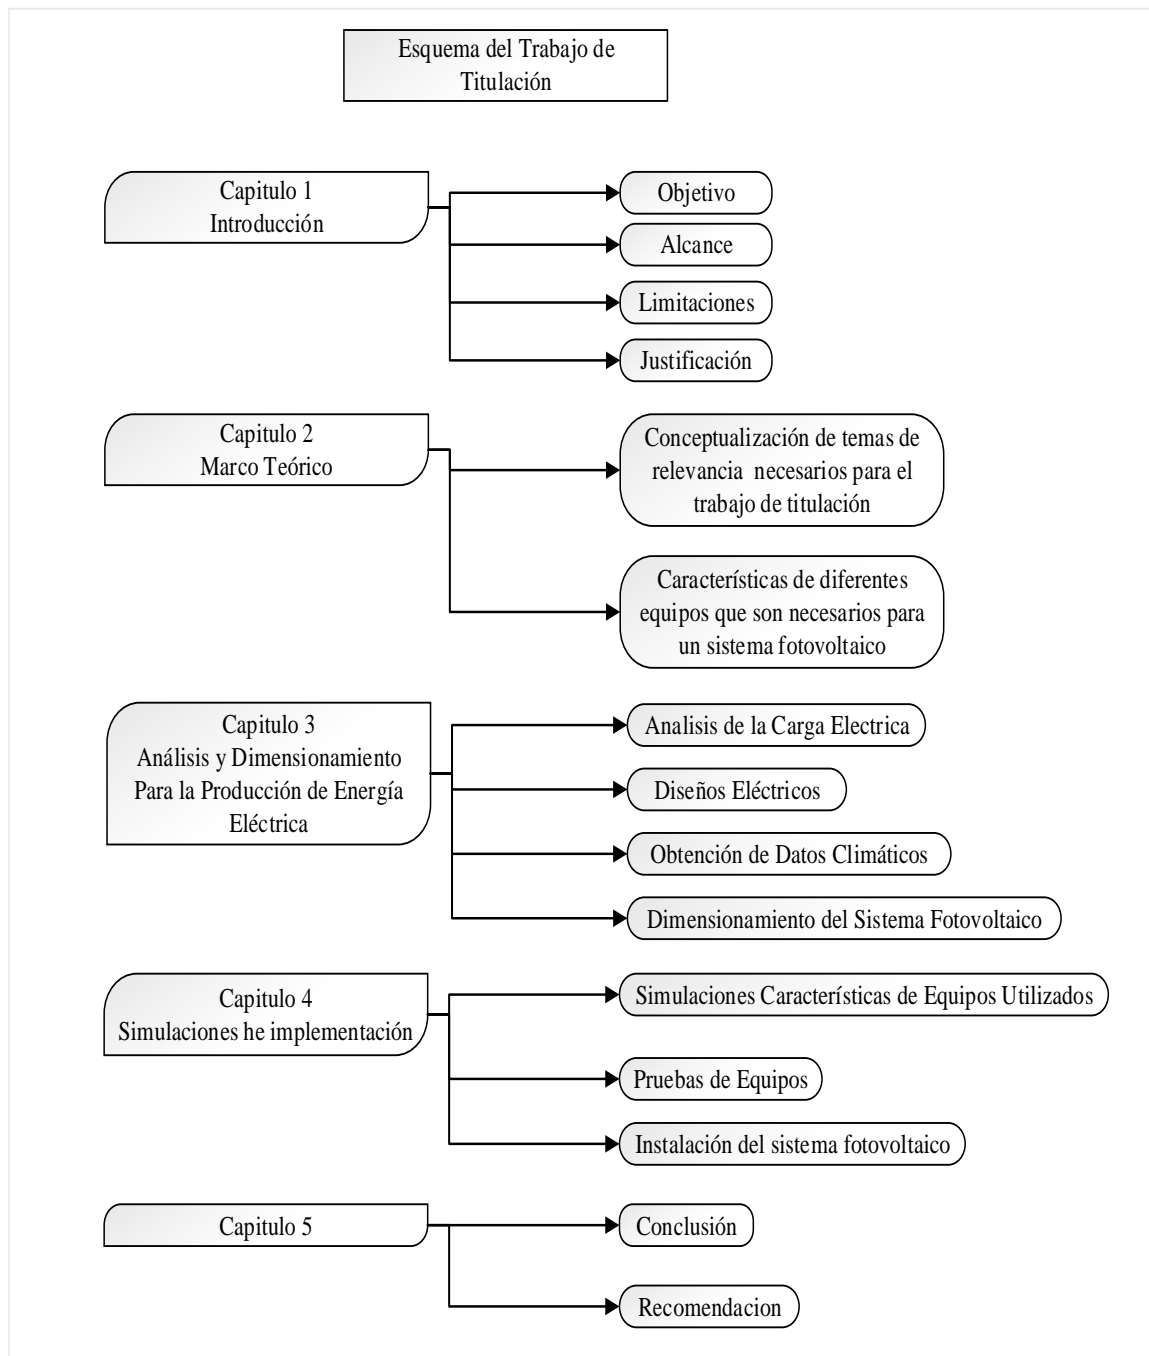 Esquema del Trabajo de
Titulación
Capitulo 1
Introducción
Objetivo
Alcance
Limitaciones
Justificación
Capitulo 2
Marco Teórico
Conceptualización de temas de
relevancia necesarios para el
trabajo de titulación
Características de diferentes
equipos que son necesarios para
un sistema fotovoltaico
Capitulo 3
Análisis y Dimensionamiento
Para la Producción de Energía
Eléctrica
Analisis de la Carga Electrica
Diseños Eléctricos
Obtención de Datos Climáticos
Dimensionamiento del Sistema Fotovoltaico
Capitulo 4
Simulaciones he implementación
Simulaciones Características de Equipos Utilizados
Pruebas de Equipos
Instalación del sistema fotovoltaico
Capitulo 5
Conclusión
Recomendacion